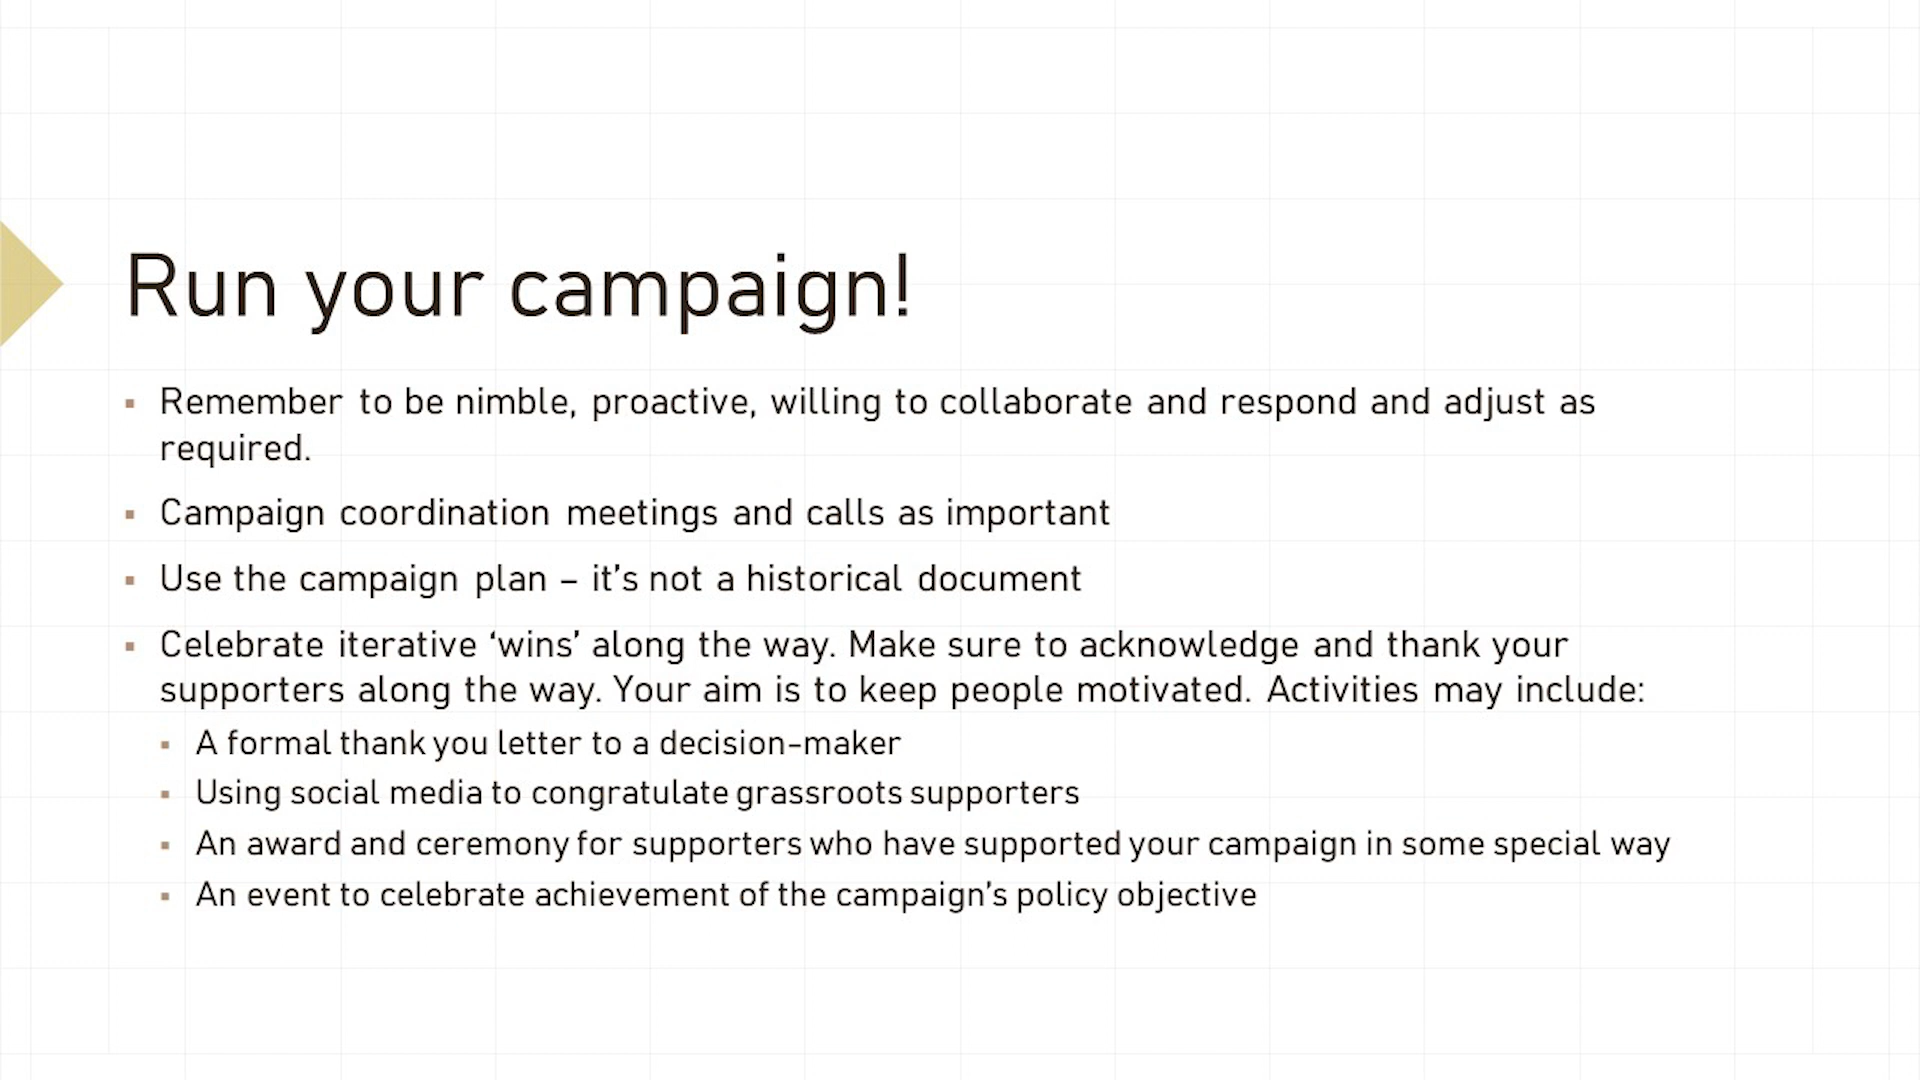 Run your campaign!
Remember to be nimble, proactive, willing to collaborate and respond and adjust as
required.
Campaign coordination meetings and calls as important
Use the campaign plan – it’s not a historical document
Celebrate iterative ‘wins’ along the way. Make sure to acknowledge and thank your
supporters along the way. Your aim is to keep people motivated. Activities may include:
A formal thank you letter to a decision-maker
Using social media to congratulate grassroots supporters
An award and ceremony for supporters who have supported your campaign in some special way
An event to celebrate achievement of the campaign’s policy objective